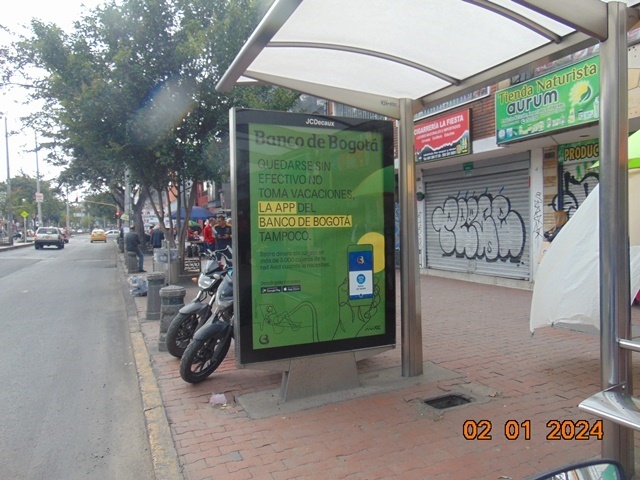 JCDecaux
Banco de Bogotá
QUEDARSE SIN
EFECTIVO NO
TOMA VACACIONES,
LA APP DEL
BANCO DE BOGOTÁ
TAMPOCO.
CIGARRERÍA LA FIESTA
Tienda Naturista
aurum
PRODUC
02 01 2024